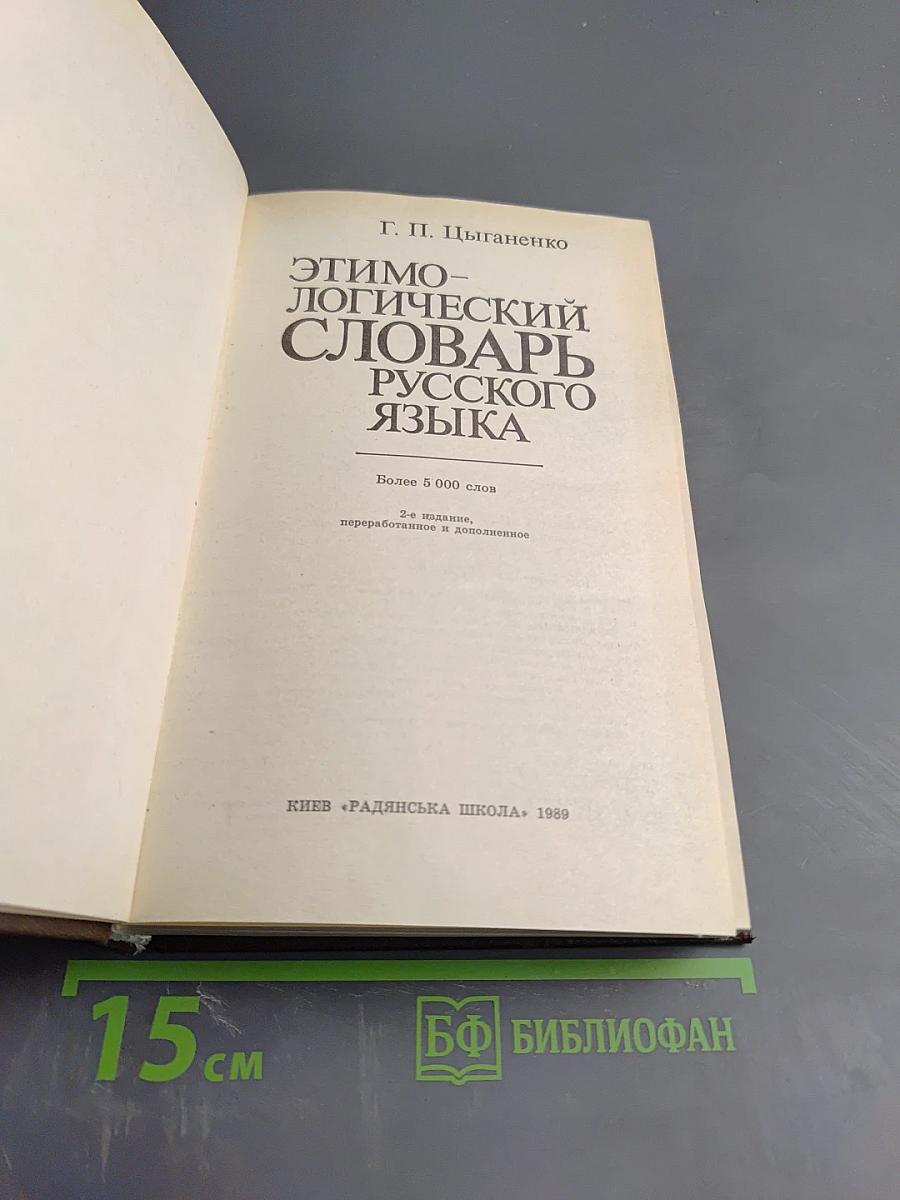 Г. П. Цыганенко
ЭТИМО-
ЛОГИЧЕСКИЙ
СЛОВАРЬ
РУССКОГО
ЯЗЫКА
Более 5 000 слов
2-е издание,
переработанное и дополненное
КИЕВ «РАДЯНСЬКА ШКОЛА» 1989
15 см
БФ БИБЛИОФАН